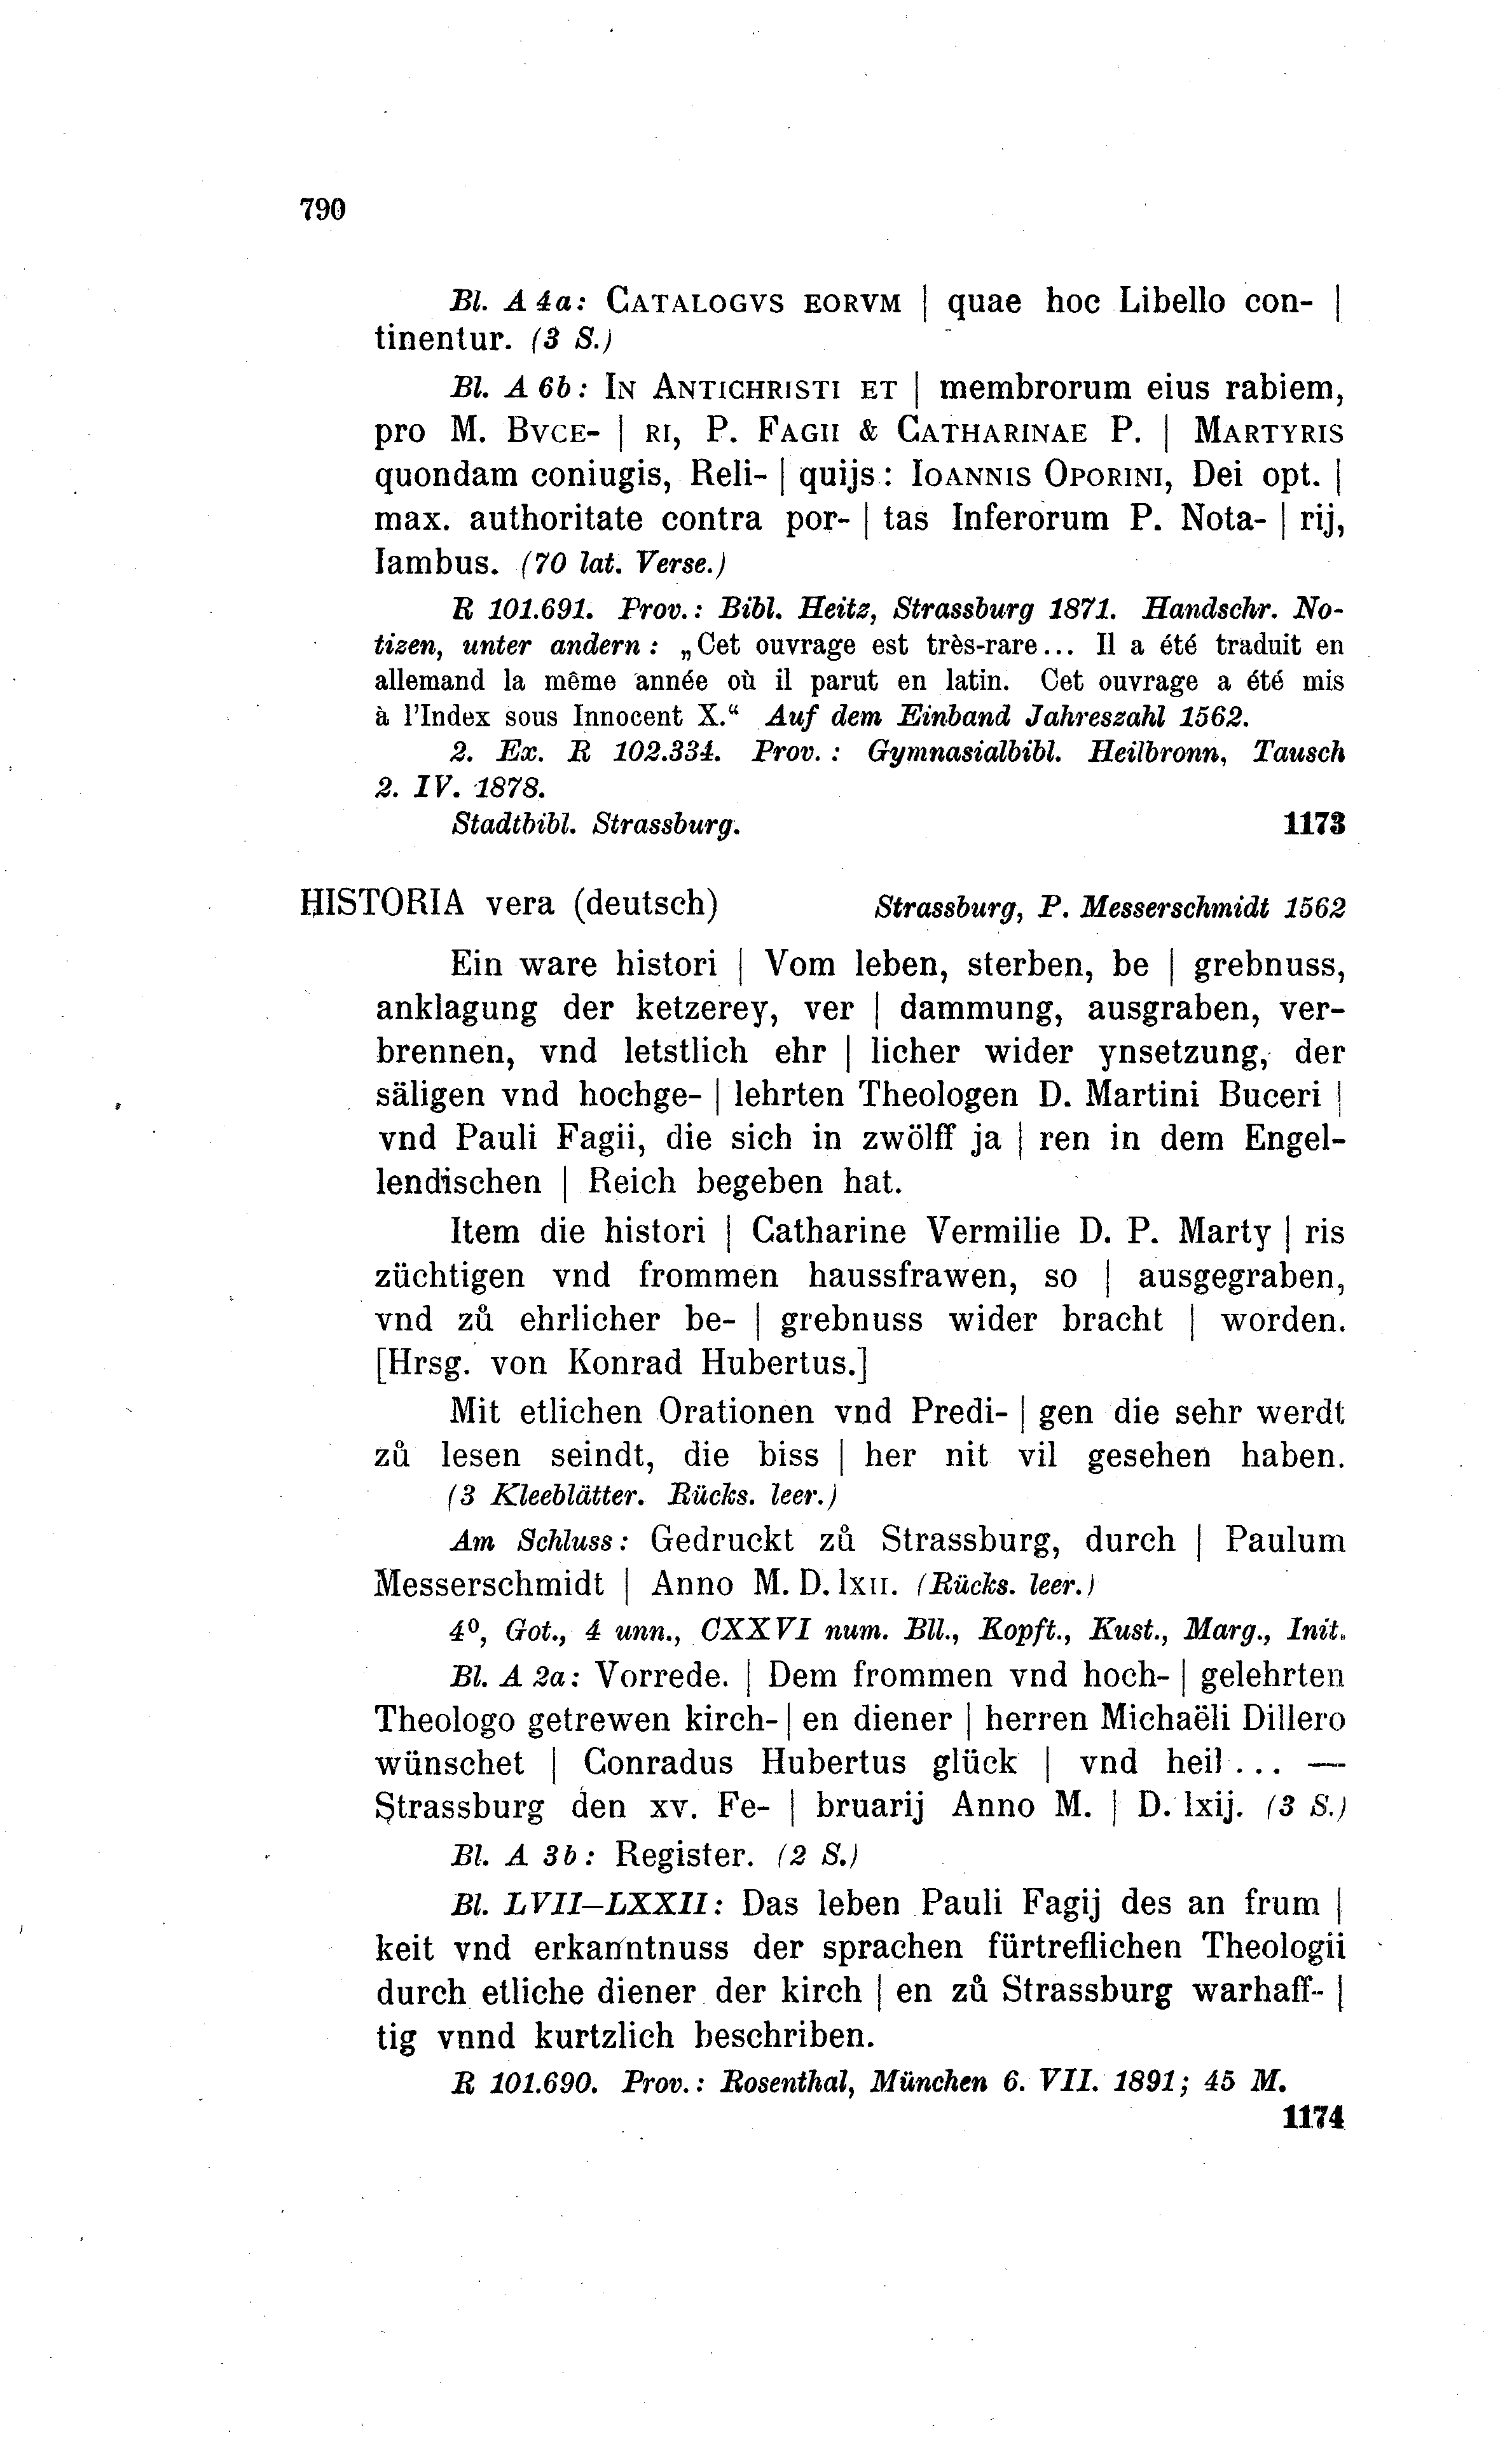 790
Bl. A 4a: CATALOGVS EORVM | quae hoc Libello con- |
tinentur. (3 S.)
Bl. A 6b: IN ANTICHRISTI ET | membrorum eius rabiem,
pro M. BVCE- | RI, P. FAGII & CATHARINAE P. | MARTYRIS
quondam coniugis, Reli- | quijs: IOANNIS OPORINI, Dei opt. |
max. authoritate contra por- | tas Inferorum P. Nota- | rij,
Iambus. (70 lat. Verse.)
R 101.691. Prov.: Bibl. Heitz, Strassburg 1871. Handschr. No-
tizen, unter andern: „Cet ouvrage est très-rare... Il a été traduit en
allemand la même année où il parut en latin. Cet ouvrage a été mis
à l'Index sous Innocent X.“ Auf dem Einband Jahreszahl 1562.
2. Ex. R 102.334. Prov.: Gymnasialbibl. Heilbronn, Tausch
2. IV. 1878.
Stadtbibl. Strassburg. 1173
HISTORIA vera (deutsch) Strassburg, P. Messerschmidt 1562
Ein ware histori | Vom leben, sterben, be | grebnuss,
anklagung der ketzerey, ver | dammung, ausgraben, ver-
brennen, vnd letstlich ehr | licher wider ynsetzung, der
säligen vnd hochge- | lehrten Theologen D. Martini Buceri |
vnd Pauli Fagii, die sich in zwölff ja | ren in dem Engel-
lendischen | Reich begeben hat.
Item die histori | Catharine Vermilie D. P. Marty | ris
züchtigen vnd frommen haussfrawen, so | ausgegraben,
vnd zů ehrlicher be- | grebnuss wider bracht | worden.
[Hrsg. von Konrad Hubertus.]
Mit etlichen Orationen vnd Predi- | gen die sehr werdt
zů lesen seindt, die biss | her nit vil gesehen haben.
(3 Kleeblätter. Rücks. leer.)
Am Schluss: Gedruckt zů Strassburg, durch | Paulum
Messerschmidt | Anno M. D. lxII. (Rücks. leer.)
4⁰, Got., 4 unn., CXXVI num. Bll., Kopft., Kust., Marg., Init.
Bl. A 2a: Vorrede. | Dem frommen vnd hoch- | gelehrten
Theologo getrewen kirch- | en diener | herren Michaëli Dillero
wünschet | Conradus Hubertus glück | vnd heil... —
Strassburg den xv. Fe- | bruarij Anno M. | D. lxij. (3 S.)
Bl. A 3b: Register. (2 S.)
Bl. LVII–LXXII: Das leben Pauli Fagij des an frum |
keit vnd erkanntnuss der sprachen fürtreflichen Theologii
durch etliche diener der kirch | en zů Strassburg warhaff- |
tig vnnd kurtzlich beschriben.
R 101.690. Prov.: Rosenthal, München 6. VII. 1891; 45 M.
1174